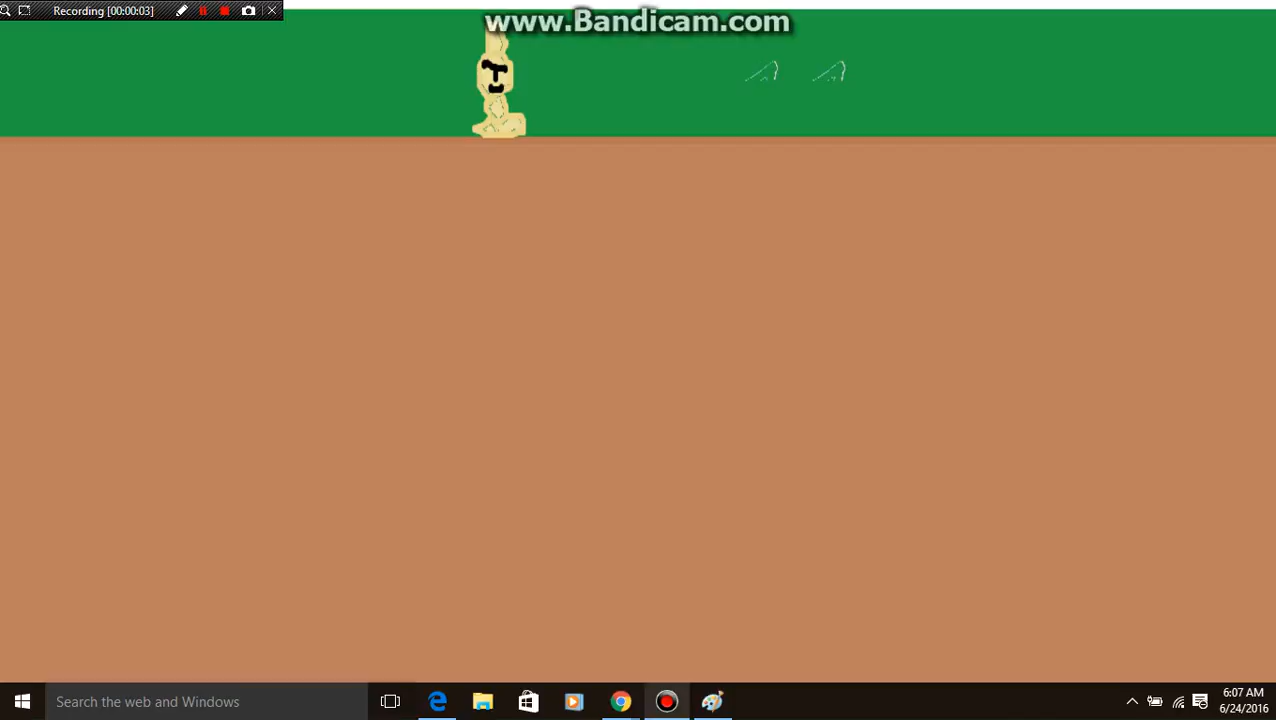 Recording [00:00:03]
www.Bandicam.com
Search the web and Windows
6:07 AM
6/24/2016